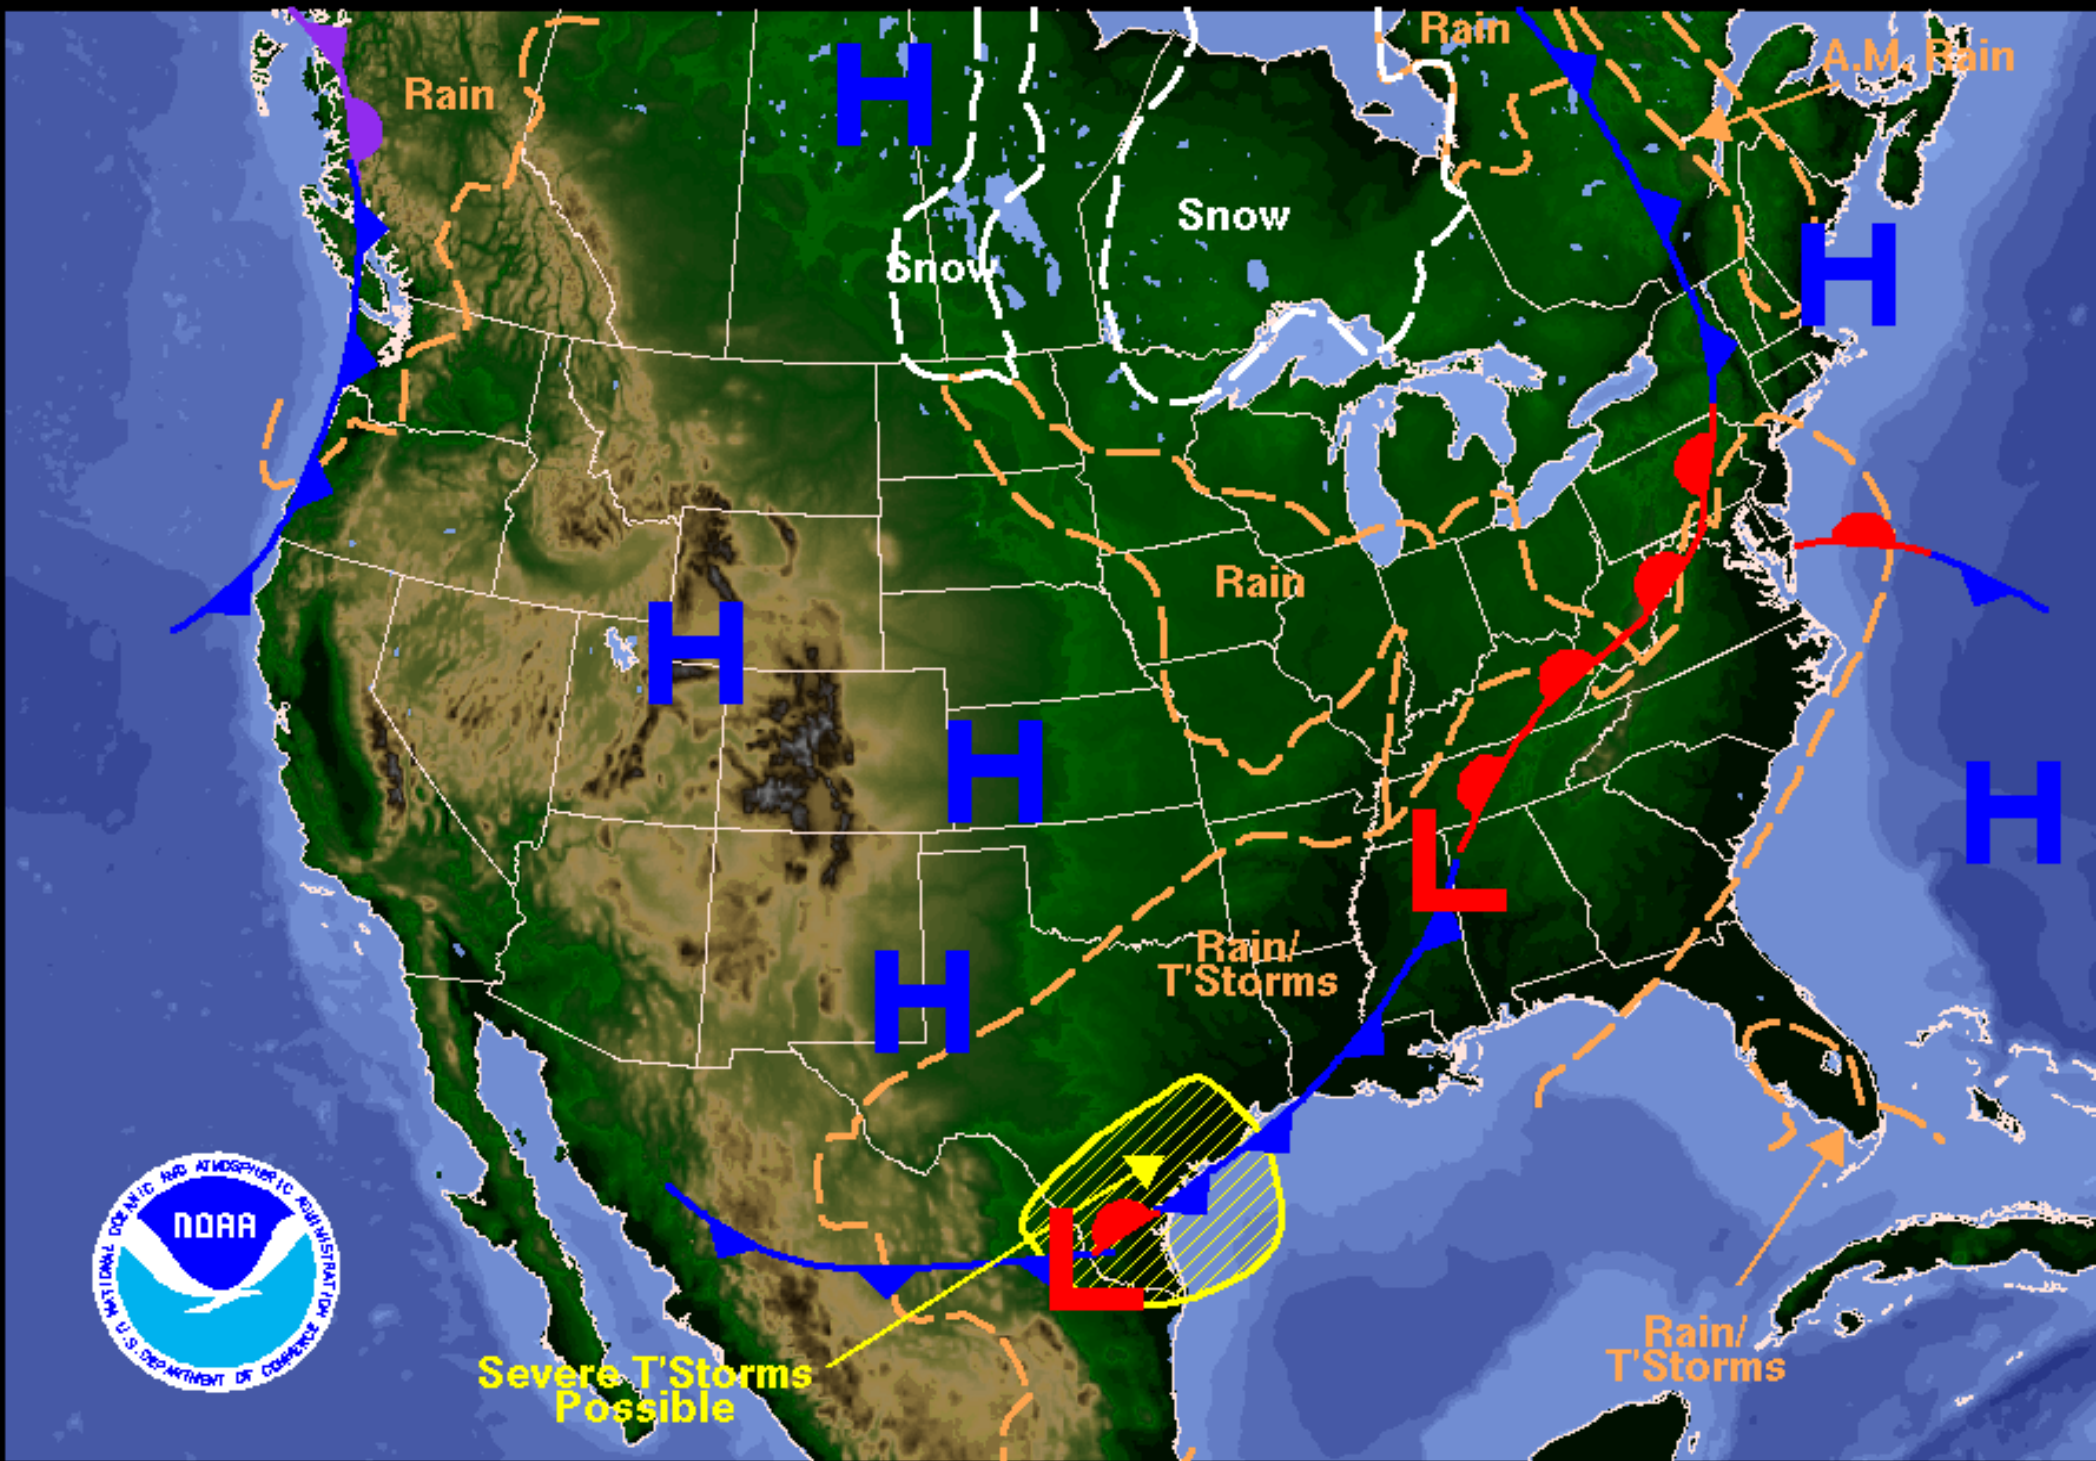 Rain
A.M. Rain
Rain
H
Snow
H
Snow
Rain
H
H
H
L
H
Rain/
T'Storms
H
NATIONAL OCEANIC AND ATMOSPHERIC ADMINISTRATION
NOAA
U.S. DEPARTMENT OF COMMERCE
L
Severe T'Storms
Possible
Rain/
T'Storms